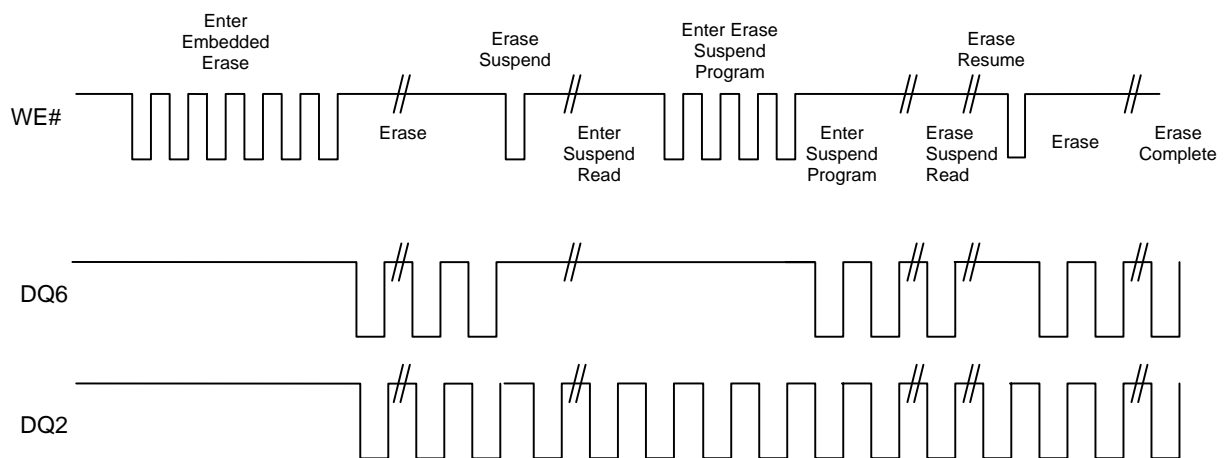 Enter
Embedded
Erase
Erase
Suspend
Enter Erase
Suspend
Program
Erase
Resume
WE#
Erase
Enter
Suspend
Read
Enter
Suspend
Program
Erase
Suspend
Read
Erase
Erase
Complete
DQ6
DQ2